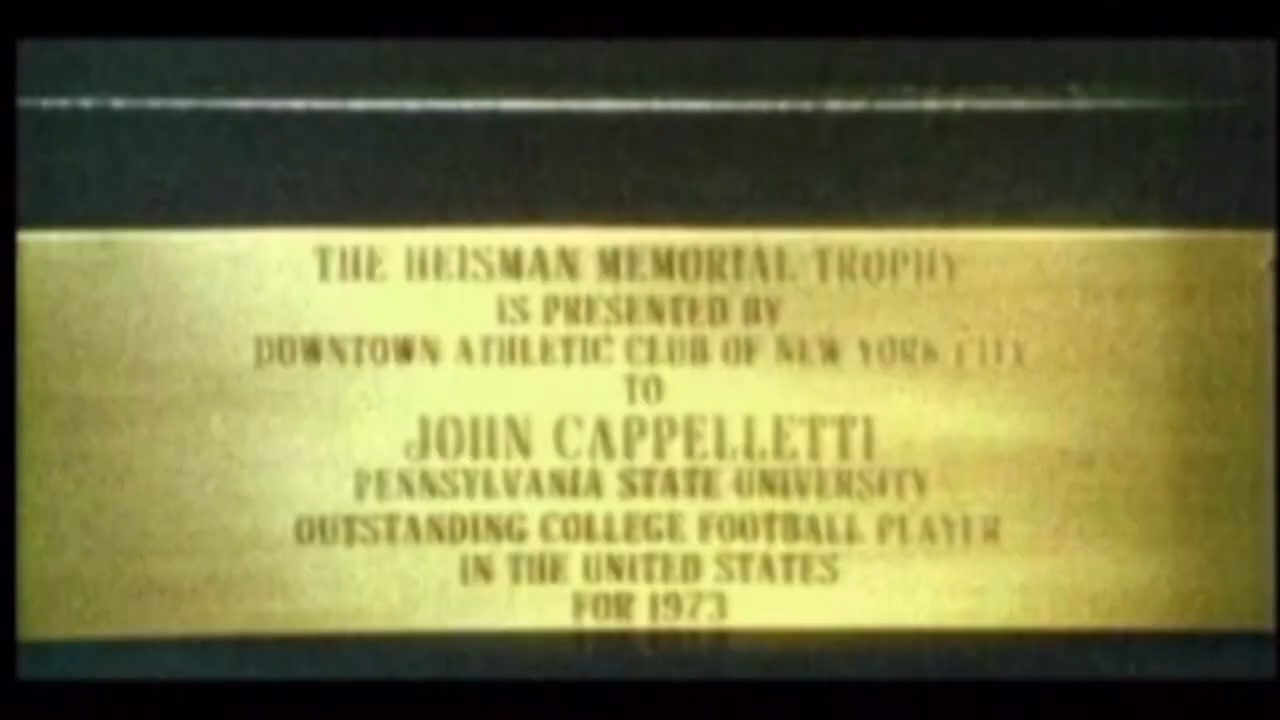 THE HEISMAN MEMORIAL TROPHY
IS PRESENTED BY
DOWNTOWN ATHLETIC CLUB OF NEW YORK CITY
TO
JOHN CAPPELLETTI
PENNSYLVANIA STATE UNIVERSITY
OUTSTANDING COLLEGE FOOTBALL PLAYER
IN THE UNITED STATES
FOR 1973